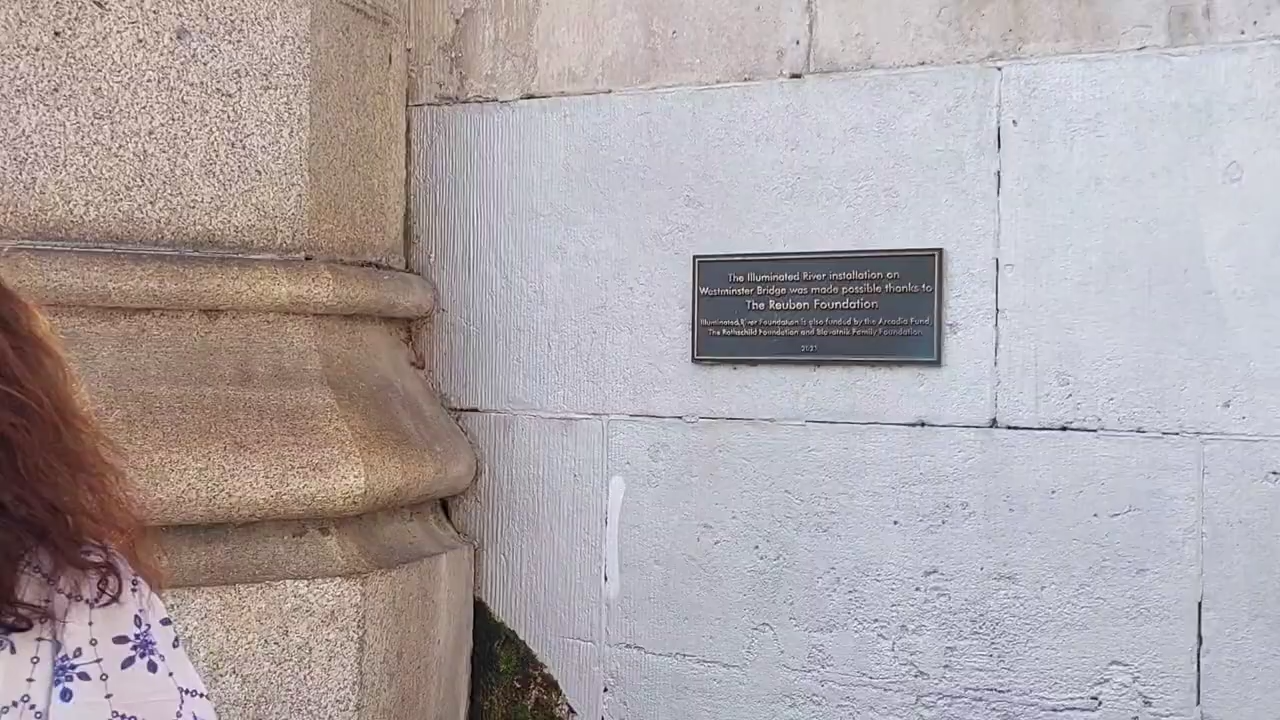 The Illuminated River installation on
Westminster Bridge was made possible thanks to
The Reuben Foundation
Illuminated River Foundation is also funded by the Arcadia Fund,
The Rothschild Foundation and Blavatnik Family Foundation
2021